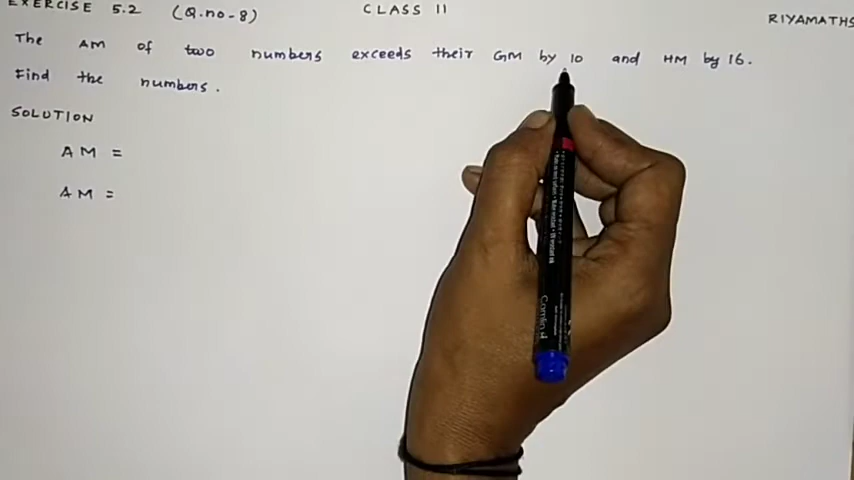 EXERCISE 5.2 (Q.no-8) CLASS 11 RIYAMATHS
The AM of two numbers exceeds their GM by 10 and HM by 16.
Find the numbers.
SOLUTION
AM =
AM =
Camlin